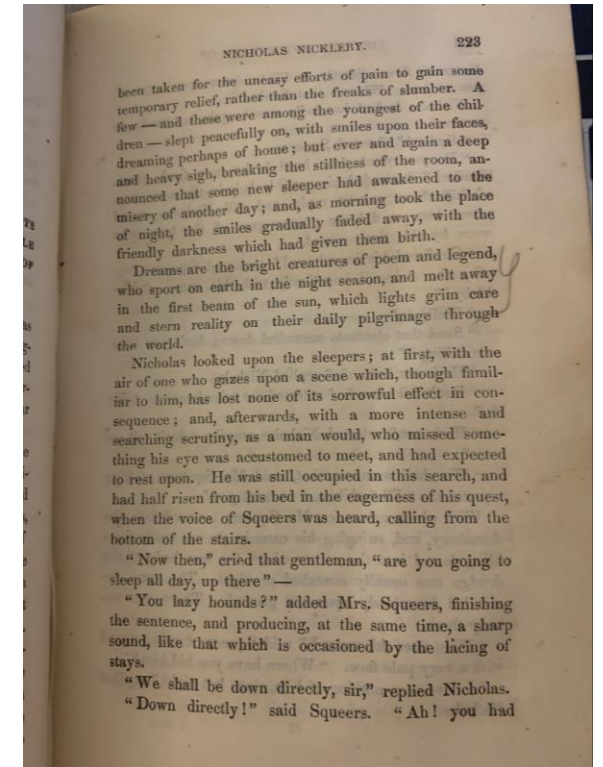 NICHOLAS NICKLEBY. 223
been taken for the uneasy efforts of pain to gain some
temporary relief, rather than the freaks of slumber. A
few — and these were among the youngest of the chil-
dren — slept peacefully on, with smiles upon their faces,
dreaming perhaps of home; but ever and again a deep
and heavy sigh, breaking the stillness of the room, an-
nounced that some new sleeper had awakened to the
misery of another day; and, as morning took the place
of night, the smiles gradually faded away, with the
friendly darkness which had given them birth.
Dreams are the bright creatures of poem and legend,
who sport on earth in the night season, and melt away
in the first beam of the sun, which lights grim care
and stern reality on their daily pilgrimage through
the world.
Nicholas looked upon the sleepers; at first, with the
air of one who gazes upon a scene which, though famil-
iar to him, has lost none of its sorrowful effect in con-
sequence; and, afterwards, with a more intense and
searching scrutiny, as a man would, who missed some-
thing his eye was accustomed to meet, and had expected
to rest upon. He was still occupied in this search, and
had half risen from his bed in the eagerness of his quest,
when the voice of Squeers was heard, calling from the
bottom of the stairs.
"Now then," cried that gentleman, "are you going to
sleep all day, up there" —
"You lazy hounds?" added Mrs. Squeers, finishing
the sentence, and producing, at the same time, a sharp
sound, like that which is occasioned by the lacing of
stays.
"We shall be down directly, sir," replied Nicholas.
"Down directly!" said Squeers. "Ah! you had